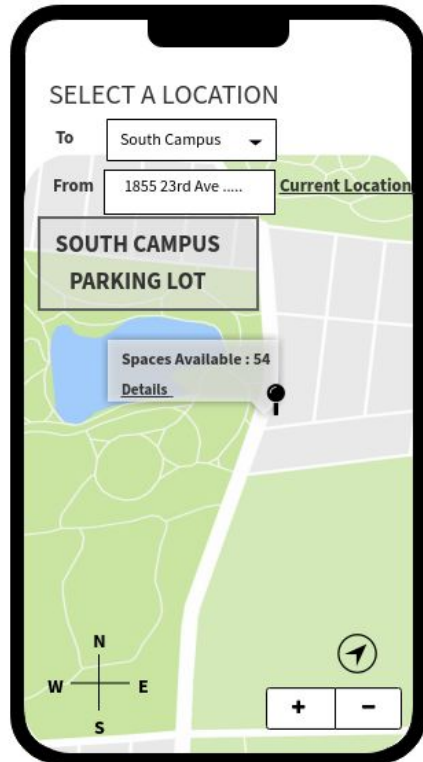 SELECT A LOCATION
To
South Campus
From
1855 23rd Ave .....
Current Location
SOUTH CAMPUS
PARKING LOT
Spaces Available : 54
Details
N
W
E
S
+
-